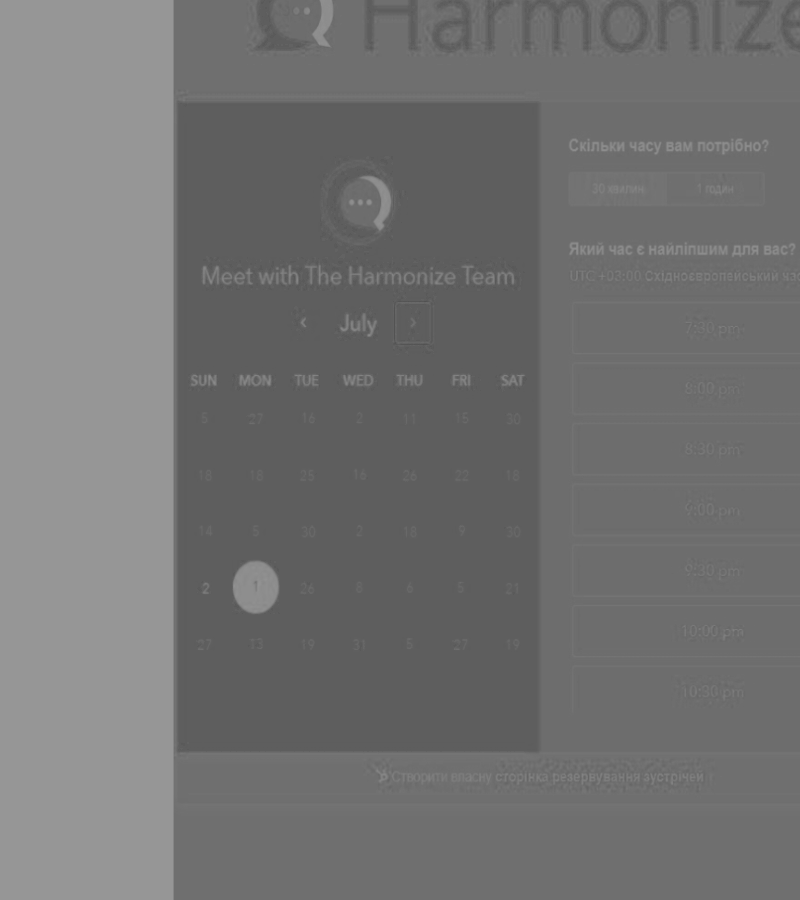 Harmonize
Meet with The Harmonize Team
‹ July ›
SUN MON TUE WED THU FRI SAT
5 27 16 2 11 15 30
18 18 25 16 26 22 18
14 5 30 2 18 9 30
2 1 26 8 6 5 21
27 13 19 31 5 27 19
Скільки часу вам потрібно?
30 хвилин 1 годин
Який час є найліпшим для вас?
UTC +03:00 Східноєвропейський час
7:30 pm
8:00 pm
8:30 pm
9:00 pm
9:30 pm
10:00 pm
10:30 pm
Створити власну сторінка резервування зустрічей